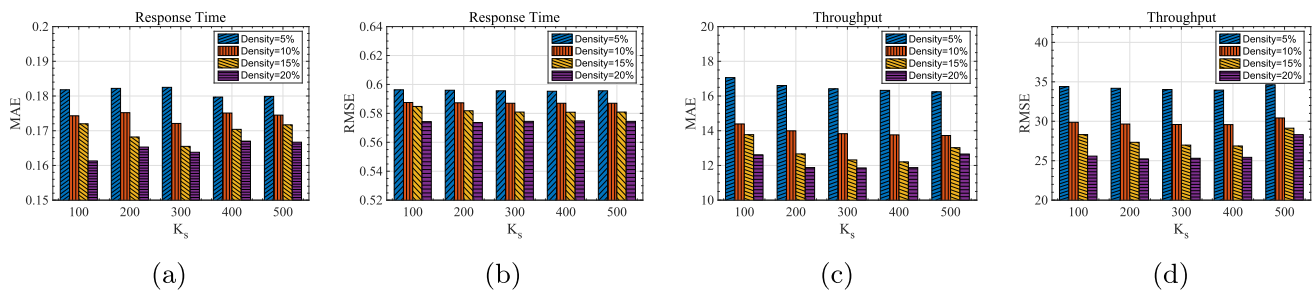 Response Time
0.2
0.19
0.18
0.17
0.16
0.15
MAE
Density=5%
Density=10%
Density=15%
Density=20%
100 200 300 400 500
Ks
(a)
Response Time
0.64
0.62
0.6
0.58
0.56
0.54
0.52
RMSE
Density=5%
Density=10%
Density=15%
Density=20%
100 200 300 400 500
Ks
(b)
Throughput
20
18
16
14
12
10
MAE
Density=5%
Density=10%
Density=15%
Density=20%
100 200 300 400 500
Ks
(c)
Throughput
40
35
30
25
20
RMSE
Density=5%
Density=10%
Density=15%
Density=20%
100 200 300 400 500
Ks
(d)